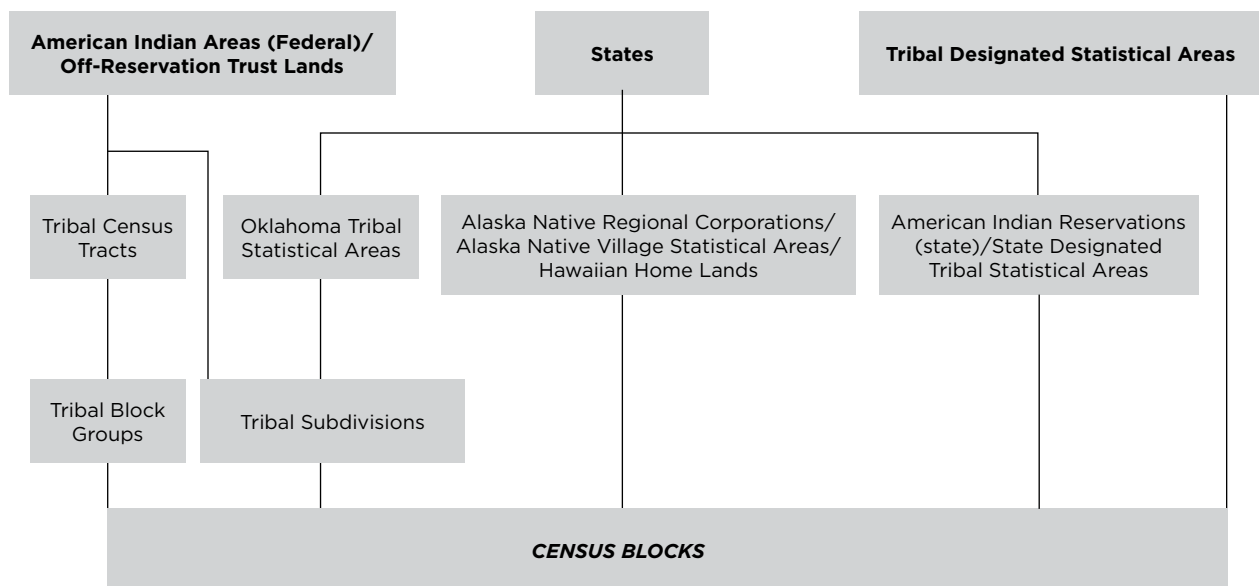 American Indian Areas (Federal)/
Off-Reservation Trust Lands
States
Tribal Designated Statistical Areas
Tribal Census
Tracts
Oklahoma Tribal
Statistical Areas
Alaska Native Regional Corporations/
Alaska Native Village Statistical Areas/
Hawaiian Home Lands
American Indian Reservations
(state)/State Designated
Tribal Statistical Areas
Tribal Block
Groups
Tribal Subdivisions
CENSUS BLOCKS